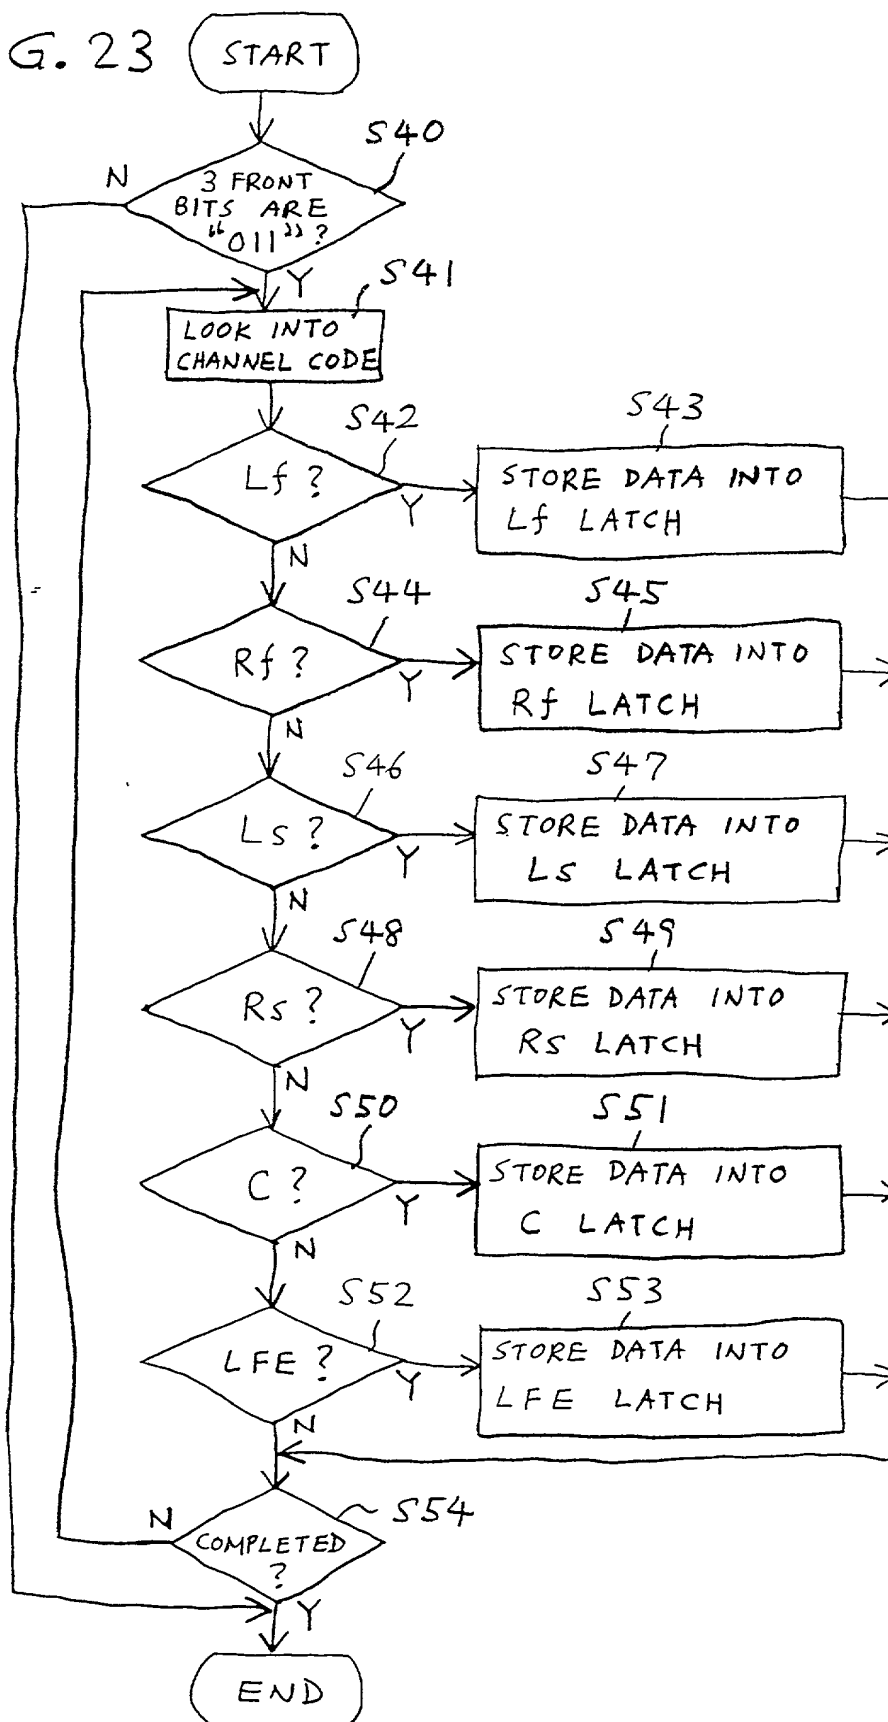 G. 23
START
S40
N
3 FRONT
BITS ARE
"011"?
Y
S41
LOOK INTO
CHANNEL CODE
S42
S43
Lf ?
Y
STORE DATA INTO
Lf LATCH
N
S44
S45
Rf ?
Y
STORE DATA INTO
Rf LATCH
N
S46
S47
Ls ?
Y
STORE DATA INTO
Ls LATCH
N
S48
S49
Rs ?
Y
STORE DATA INTO
Rs LATCH
N
S50
S51
C ?
Y
STORE DATA INTO
C LATCH
N
S52
S53
LFE ?
Y
STORE DATA INTO
LFE LATCH
N
S54
N
COMPLETED
?
Y
END